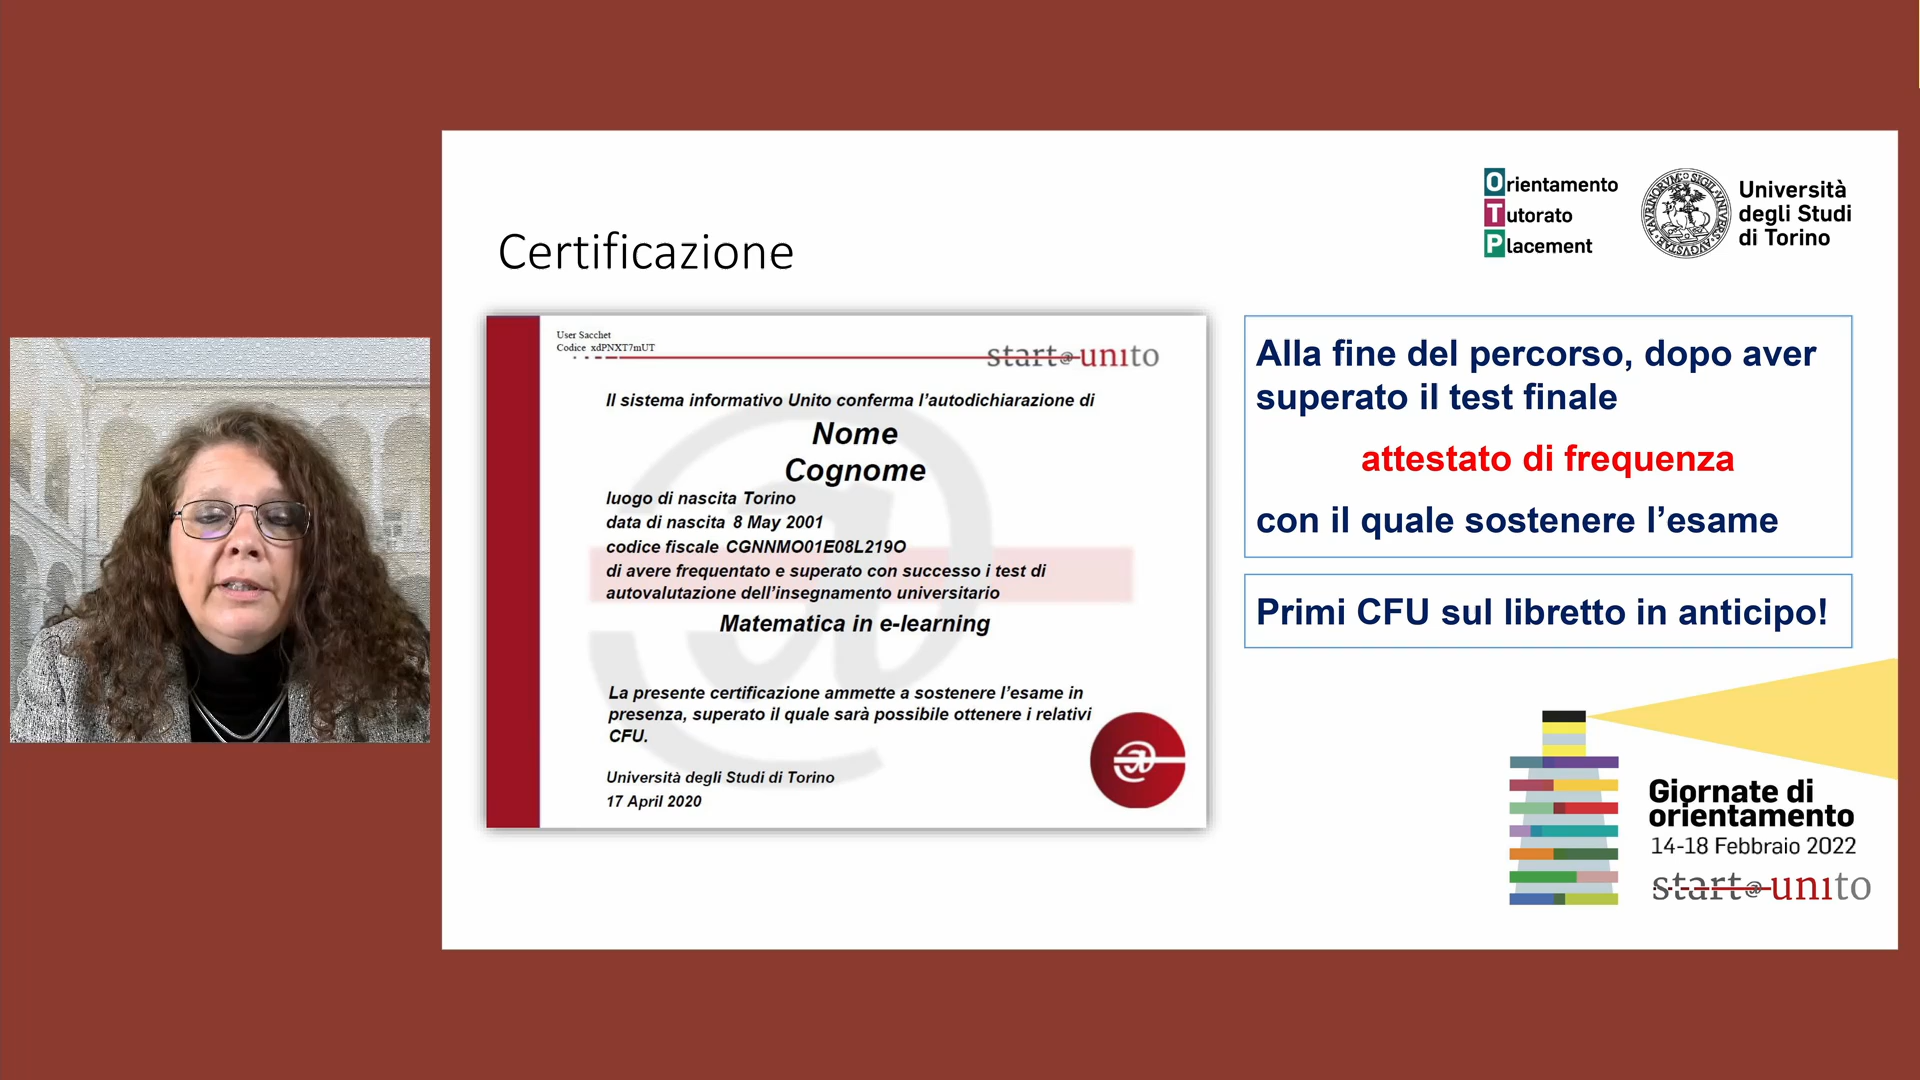 Certificazione
Orientamento
Tutorato
Placement
Università
degli Studi
di Torino
User Sacchet
Codice xdPNXT7mUT
start@unito
Il sistema informativo Unito conferma l'autodichiarazione di
Nome
Cognome
luogo di nascita Torino
data di nascita 8 May 2001
codice fiscale CGNNMO01E08L219O
di avere frequentato e superato con successo i test di
autovalutazione dell'insegnamento universitario
Matematica in e-learning
La presente certificazione ammette a sostenere l'esame in
presenza, superato il quale sarà possibile ottenere i relativi
CFU.
Università degli Studi di Torino
17 April 2020
Alla fine del percorso, dopo aver
superato il test finale
attestato di frequenza
con il quale sostenere l'esame
Primi CFU sul libretto in anticipo!
Giornate di
orientamento
14-18 Febbraio 2022
start@unito